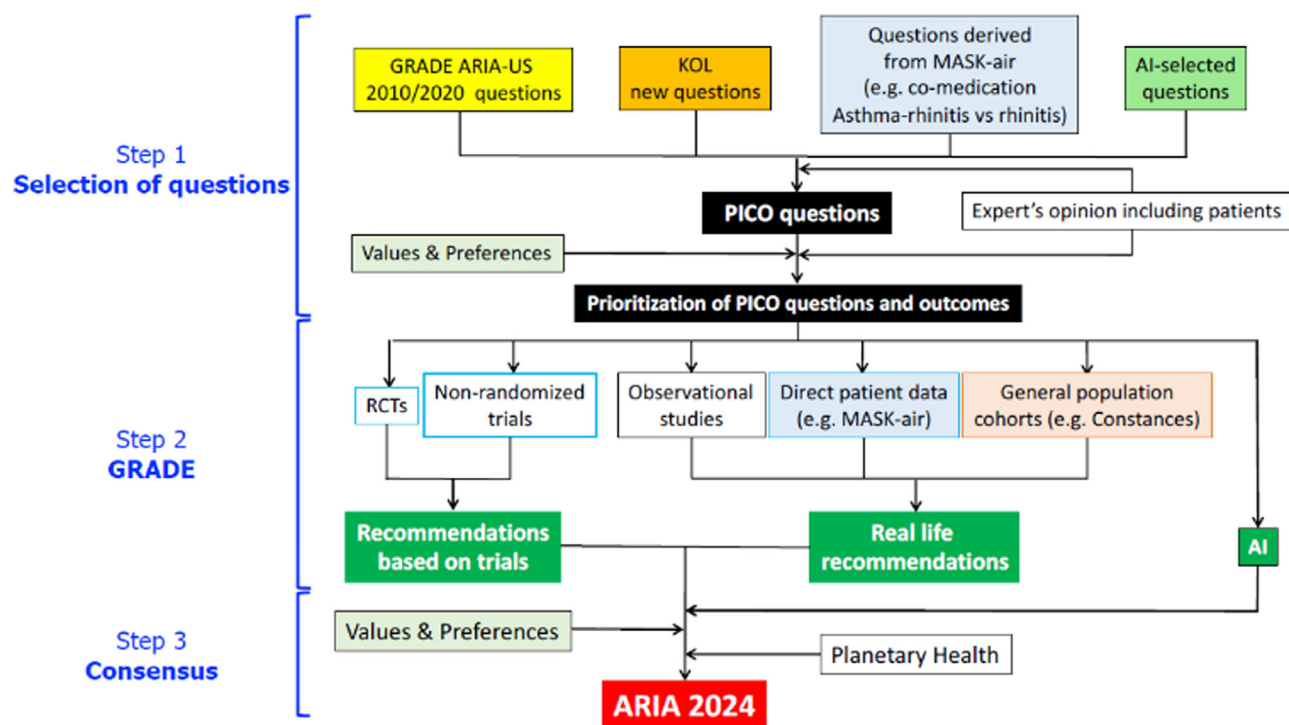 GRADE ARIA-US
2010/2020 questions
KOL
new questions
Questions derived
from MASK-air
(e.g. co-medication
Asthma-rhinitis vs rhinitis)
AI-selected
questions
Step 1
Selection of questions
PICO questions
Expert's opinion including patients
Values & Preferences
Prioritization of PICO questions and outcomes
Step 2
GRADE
RCTs
Non-randomized
trials
Observational
studies
Direct patient data
(e.g. MASK-air)
General population
cohorts (e.g. Constances)
Recommendations
based on trials
Real life
recommendations
AI
Step 3
Consensus
Values & Preferences
Planetary Health
ARIA 2024